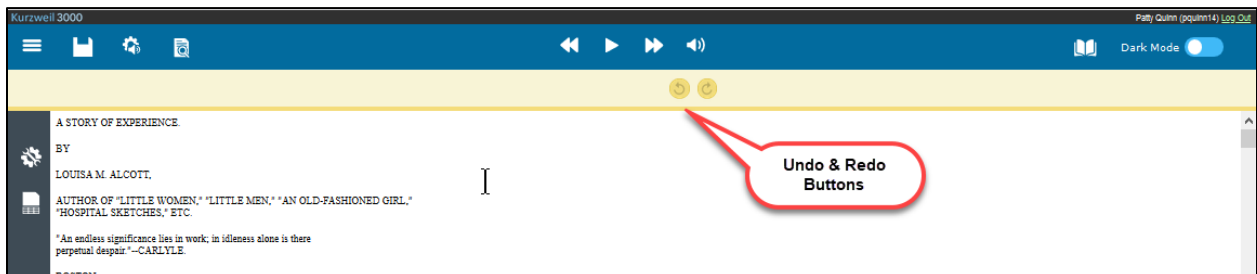 Kurzweil 3000
Patty Quinn (pquinn14) Log Out
Dark Mode
A STORY OF EXPERIENCE.
BY
LOUISA M. ALCOTT,
AUTHOR OF "LITTLE WOMEN," "LITTLE MEN," "AN OLD-FASHIONED GIRL,"
"HOSPITAL SKETCHES," ETC.
"An endless significance lies in work; in idleness alone is there
perpetual despair."--CARLYLE.
Undo & Redo
Buttons